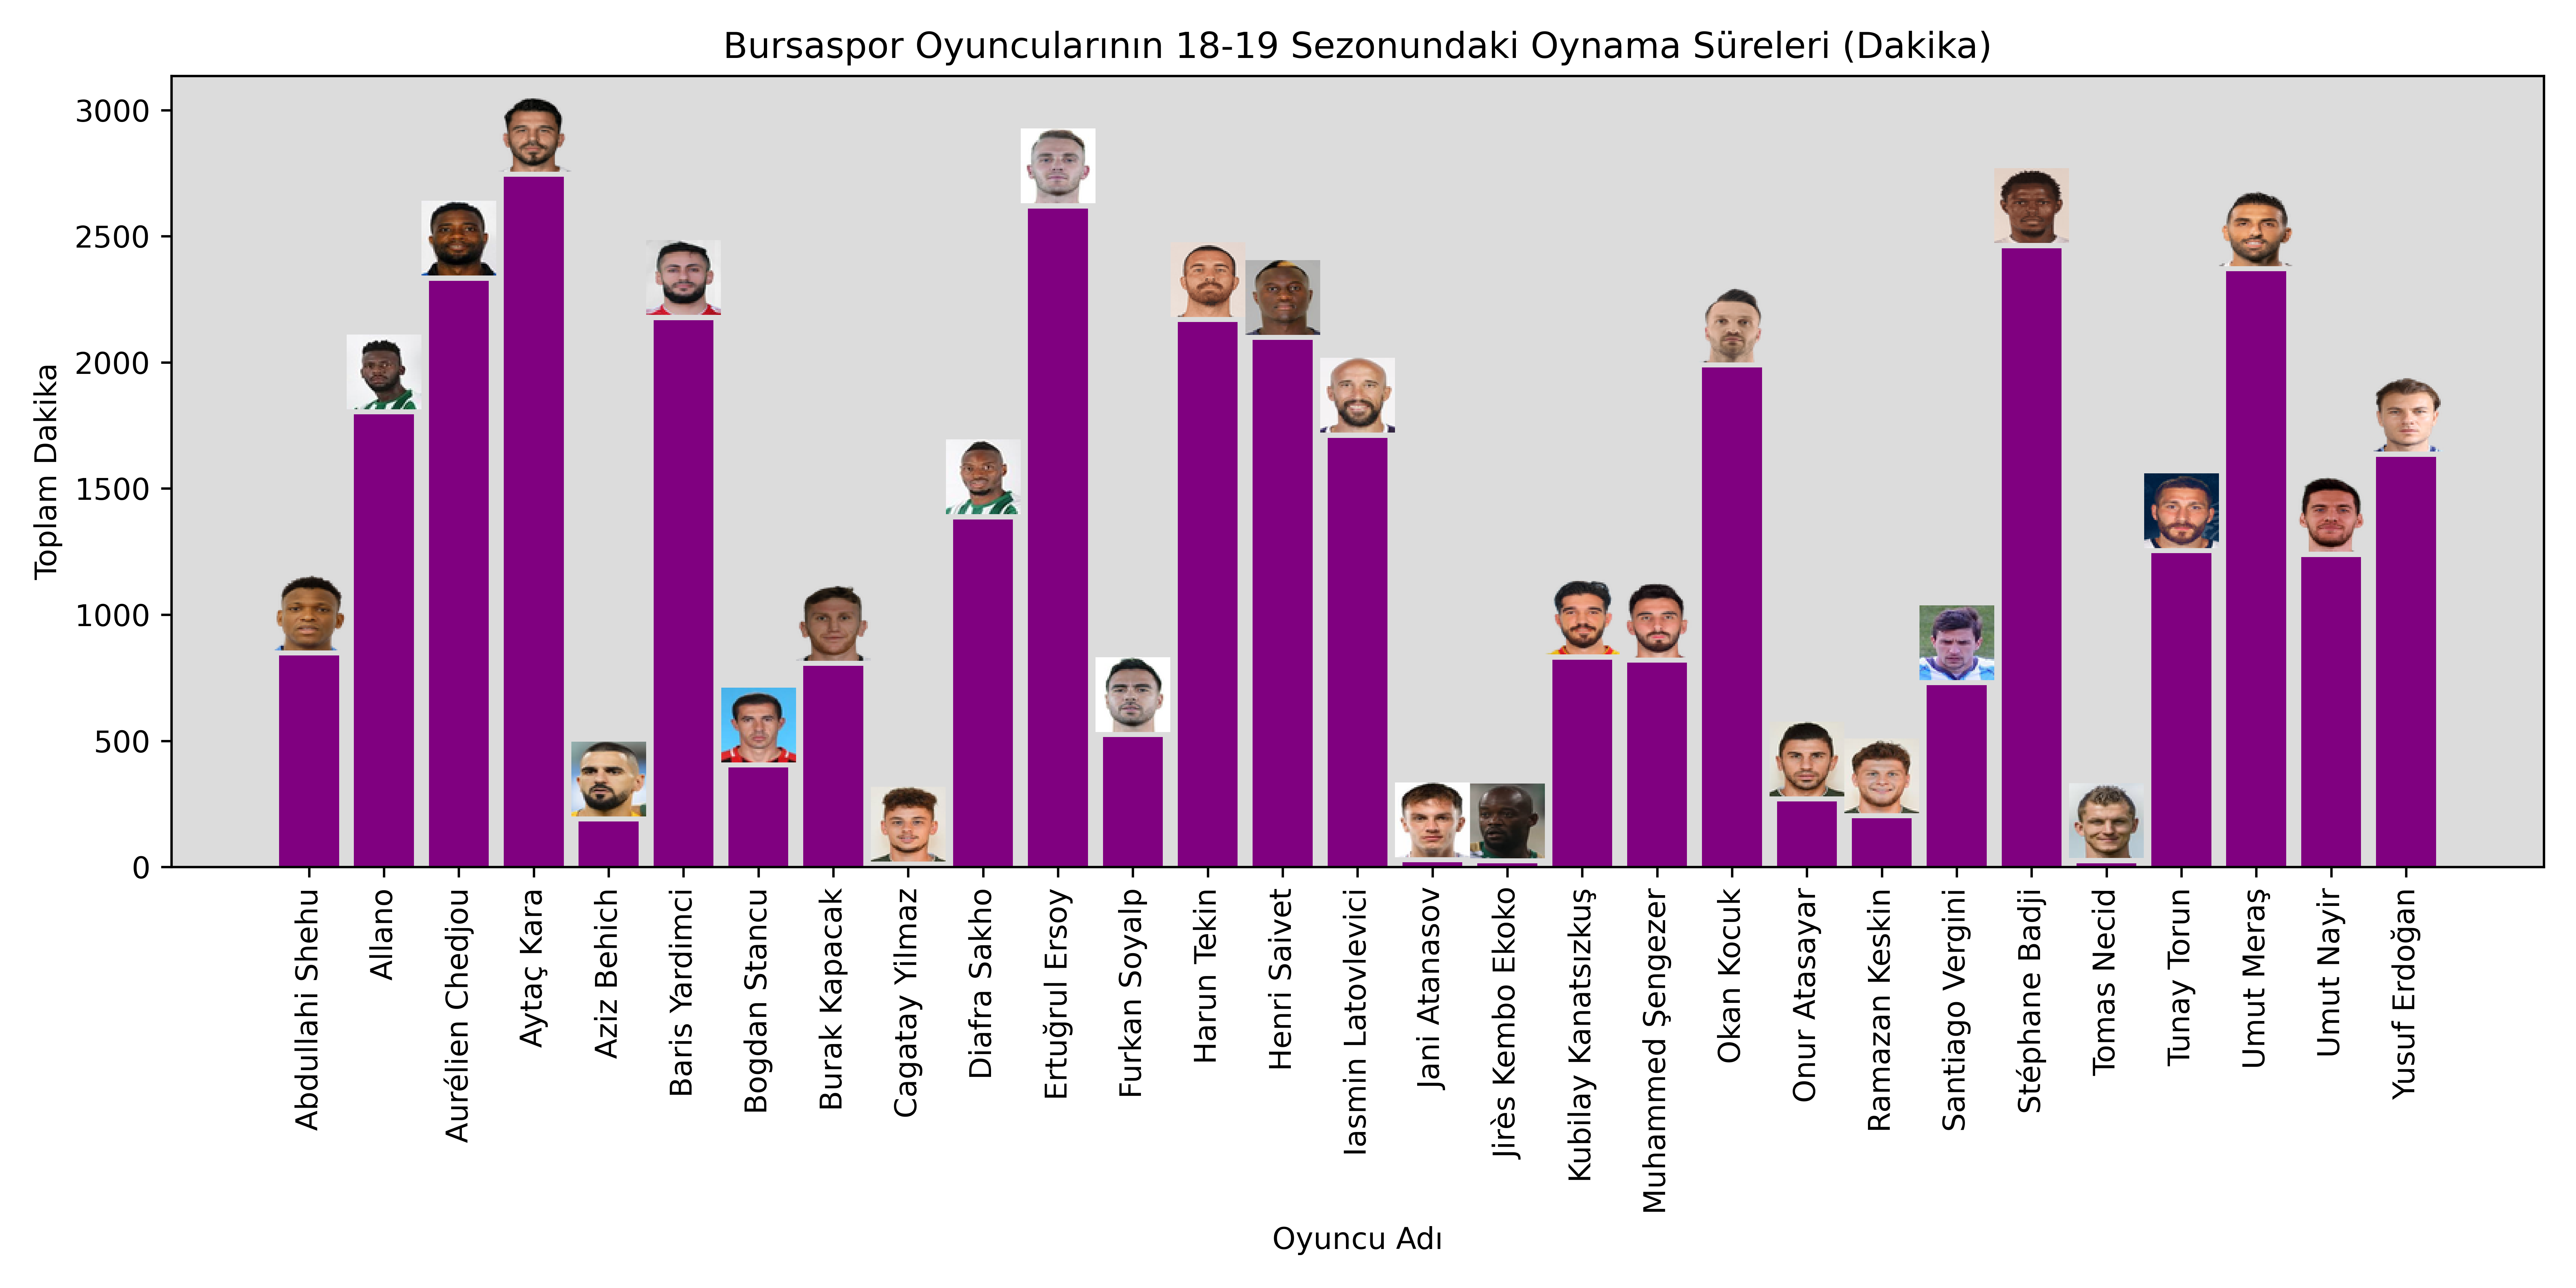 Bursaspor Oyuncularının 18-19 Sezonundaki Oynama Süreleri (Dakika)
Toplam Dakika
3000
2500
2000
1500
1000
500
0
Abdullahi Shehu
Allano
Aurélien Chedjou
Aytaç Kara
Aziz Behich
Baris Yardimci
Bogdan Stancu
Burak Kapacak
Cagatay Yilmaz
Diafra Sakho
Ertuğrul Ersoy
Furkan Soyalp
Harun Tekin
Henri Saivet
Iasmin Latovlevici
Jani Atanasov
Jirès Kembo Ekoko
Kubilay Kanatsızkuş
Muhammed Şengezer
Okan Kocuk
Onur Atasayar
Ramazan Keskin
Santiago Vergini
Stéphane Badji
Tomas Necid
Tunay Torun
Umut Meraş
Umut Nayir
Yusuf Erdoğan
Oyuncu Adı